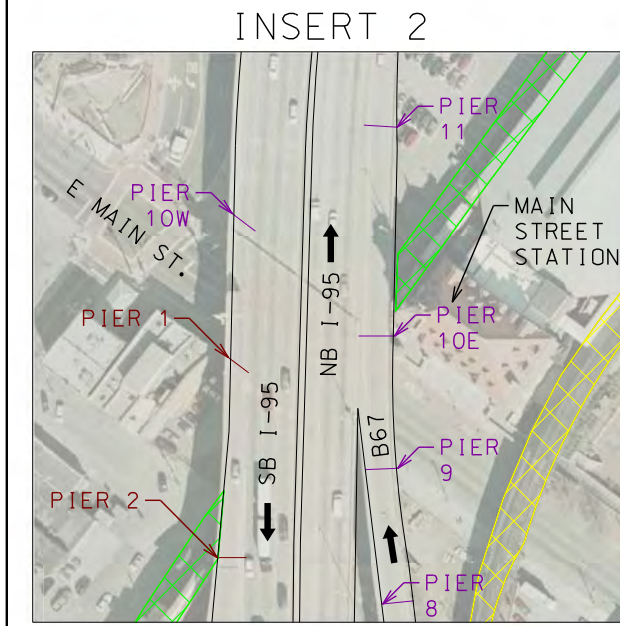 INSERT 2
PIER
11
PIER
10W
E MAIN ST.
MAIN
STREET
STATION
NB I-95
PIER 1
PIER
10E
SB I-95
B67
PIER
9
PIER 2
PIER
8